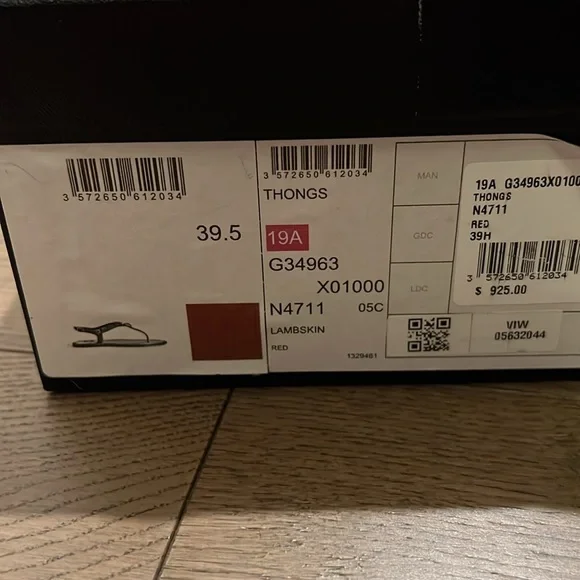 3 572650 612034
39.5
3 572650 612034
THONGS
19A
G34963
X01000
N4711 05C
LAMBSKIN
RED
1329461
MAN
GDC
LDC
VIW
05632044
19A G34963X01000
THONGS
N4711
RED
39H
3 572650 612034
$ 925.00